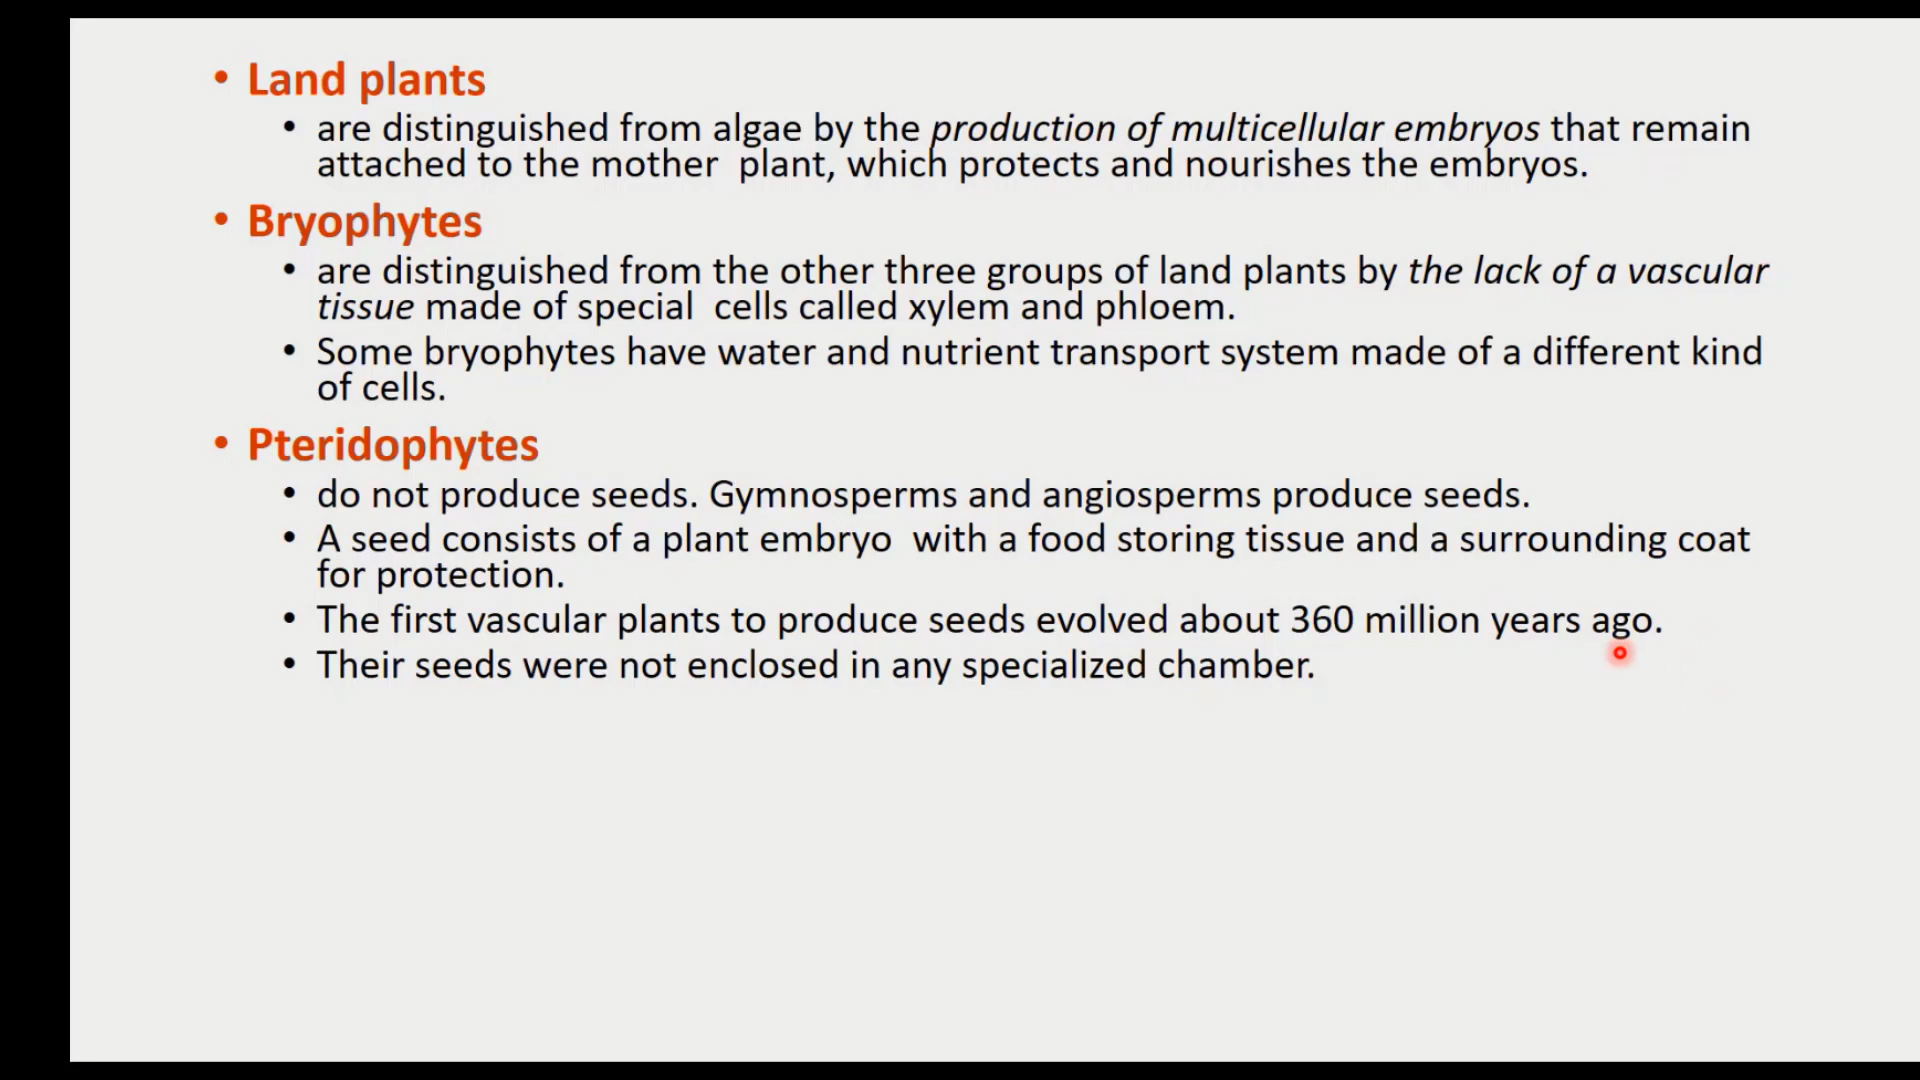 • Land plants
• are distinguished from algae by the production of multicellular embryos that remain
attached to the mother  plant, which protects and nourishes the embryos.
• Bryophytes
• are distinguished from the other three groups of land plants by the lack of a vascular
tissue made of special  cells called xylem and phloem.
• Some bryophytes have water and nutrient transport system made of a different kind
of cells.
• Pteridophytes
• do not produce seeds. Gymnosperms and angiosperms produce seeds.
• A seed consists of a plant embryo  with a food storing tissue and a surrounding coat
for protection.
• The first vascular plants to produce seeds evolved about 360 million years ago.
• Their seeds were not enclosed in any specialized chamber.